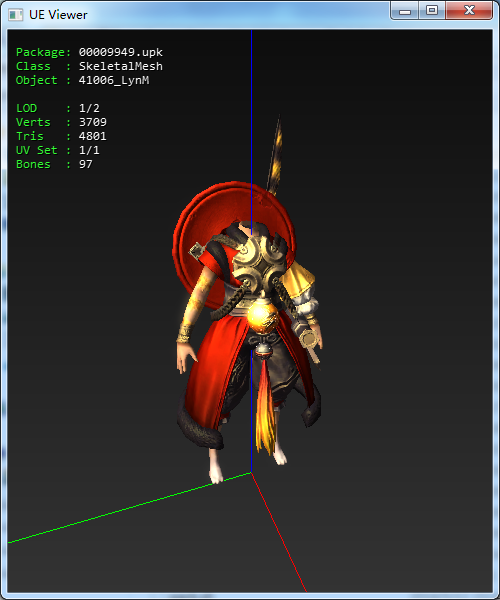 UE Viewer
Package: 00009949.upk
Class : SkeletalMesh
Object : 41006_LynM
LOD : 1/2
Verts : 3709
Tris : 4801
UV Set : 1/1
Bones : 97